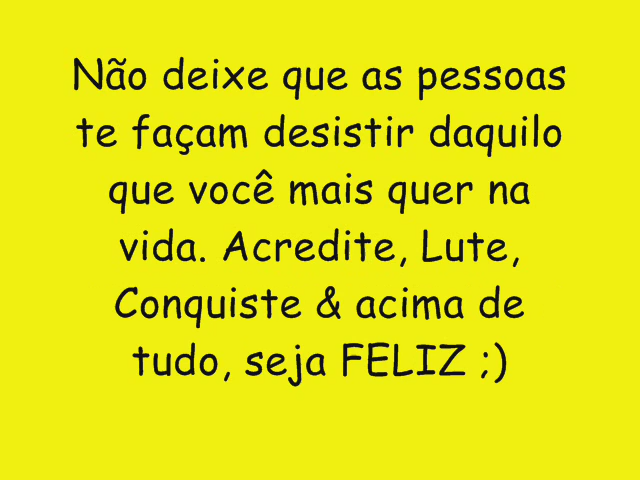 Não deixe que as pessoas
te façam desistir daquilo
que você mais quer na
vida. Acredite, Lute,
Conquiste & acima de
tudo, seja FELIZ ;)